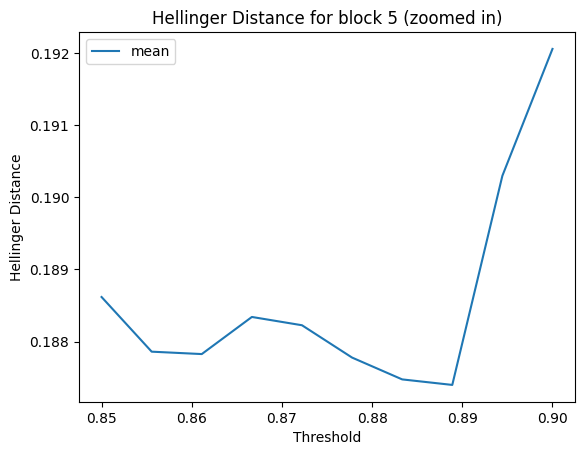 Hellinger Distance for block 5 (zoomed in)
mean
Hellinger Distance
0.192
0.191
0.190
0.189
0.188
0.85
0.86
0.87
0.88
0.89
0.90
Threshold